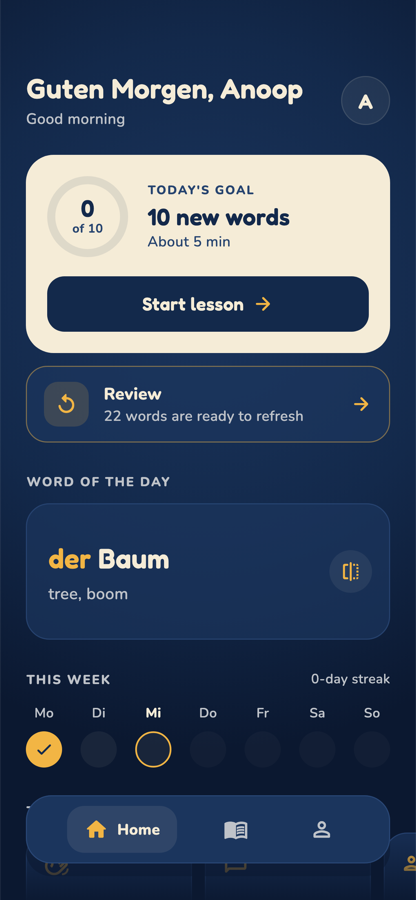 Guten Morgen, Anoop
Good morning
A
0
of 10
TODAY'S GOAL
10 new words
About 5 min
Start lesson
Review
22 words are ready to refresh
WORD OF THE DAY
der Baum
tree, boom
THIS WEEK
0-day streak
Mo Di Mi Do Fr Sa So
Home